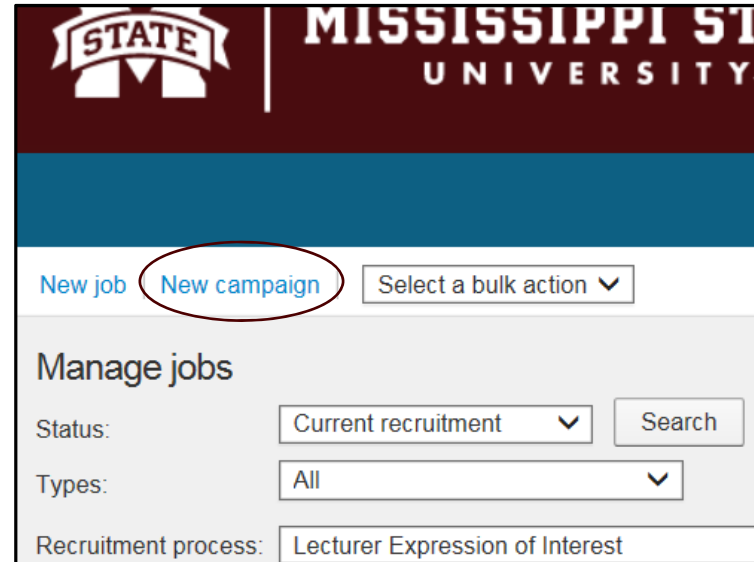 STATE
MISSISSIPPI ST
UNIVERSITY
New job New campaign Select a bulk action
Manage jobs
Status: Current recruitment Search
Types: All
Recruitment process: Lecturer Expression of Interest